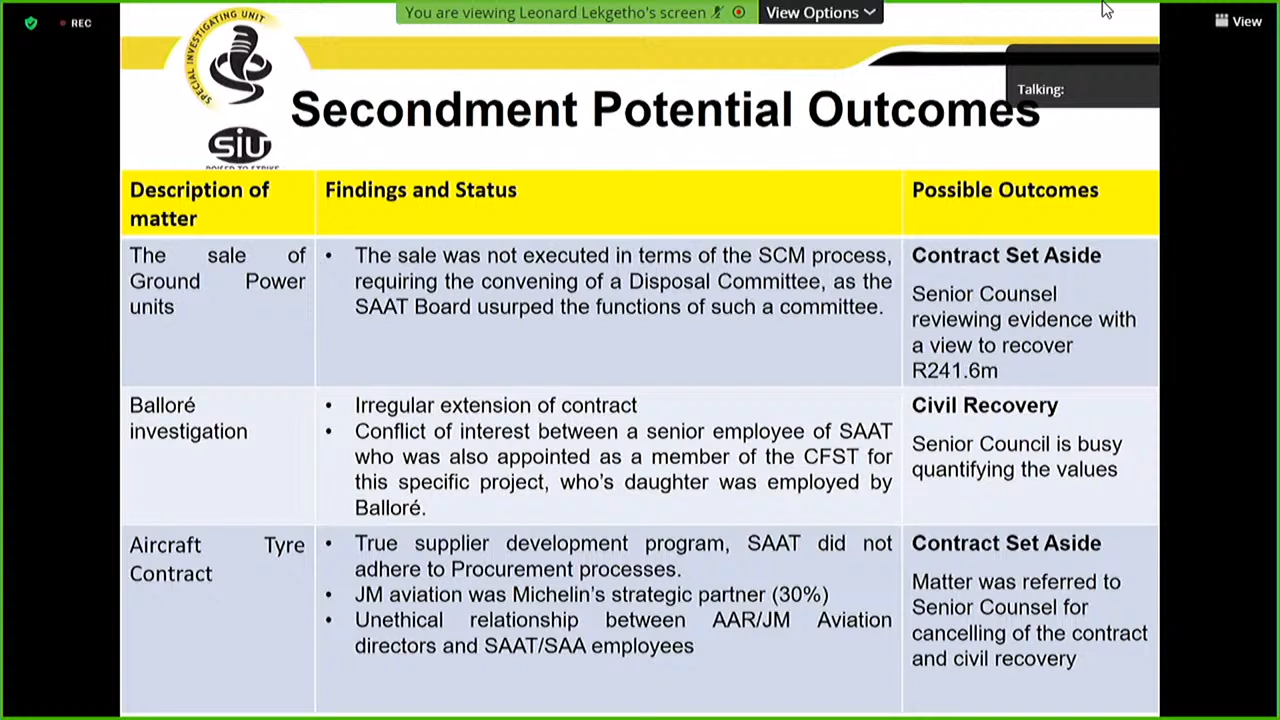 REC
You are viewing Leonard Lekgetho's screen
View Options
View
Talking:
SPECIAL INVESTIGATING UNIT
SiU
POISED TO STRIKE
Secondment Potential Outcomes
Description of
matter
Findings and Status
Possible Outcomes
The sale of
Ground Power
units
• The sale was not executed in terms of the SCM process,
requiring the convening of a Disposal Committee, as the
SAAT Board usurped the functions of such a committee.
Contract Set Aside
Senior Counsel
reviewing evidence with
a view to recover
R241.6m
Balloré
investigation
• Irregular extension of contract
• Conflict of interest between a senior employee of SAAT
who was also appointed as a member of the CFST for
this specific project, who's daughter was employed by
Balloré.
Civil Recovery
Senior Council is busy
quantifying the values
Aircraft Tyre
Contract
• True supplier development program, SAAT did not
adhere to Procurement processes.
• JM aviation was Michelin's strategic partner (30%)
• Unethical relationship between AAR/JM Aviation
directors and SAAT/SAA employees
Contract Set Aside
Matter was referred to
Senior Counsel for
cancelling of the contract
and civil recovery